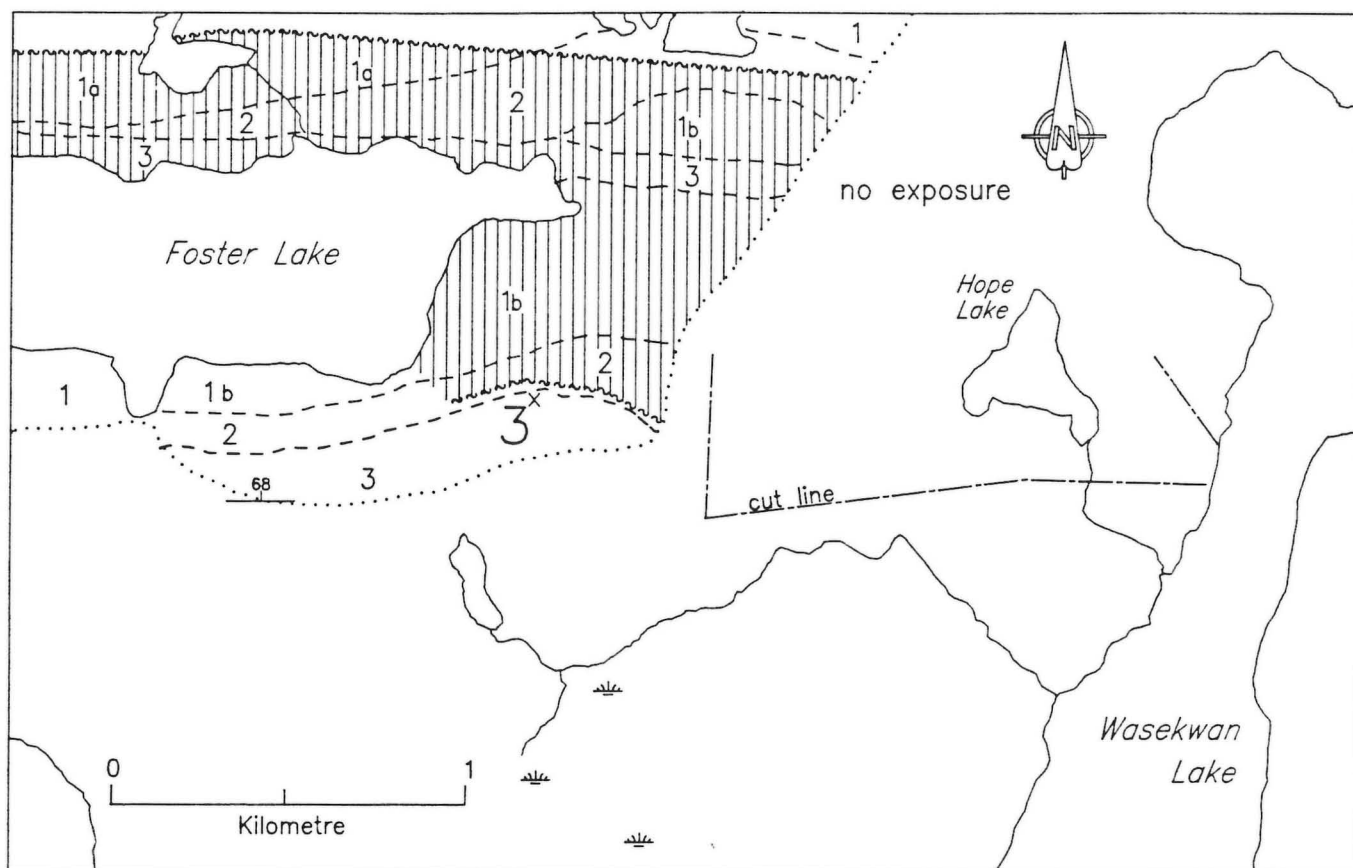 1
1a
1a
2
1b
2
3
3
N
no exposure
Foster Lake
Hope
Lake
1b
2
1
1b
2
3
3
x
68
cut line
Wasekwan
Lake
0 1
Kilometre